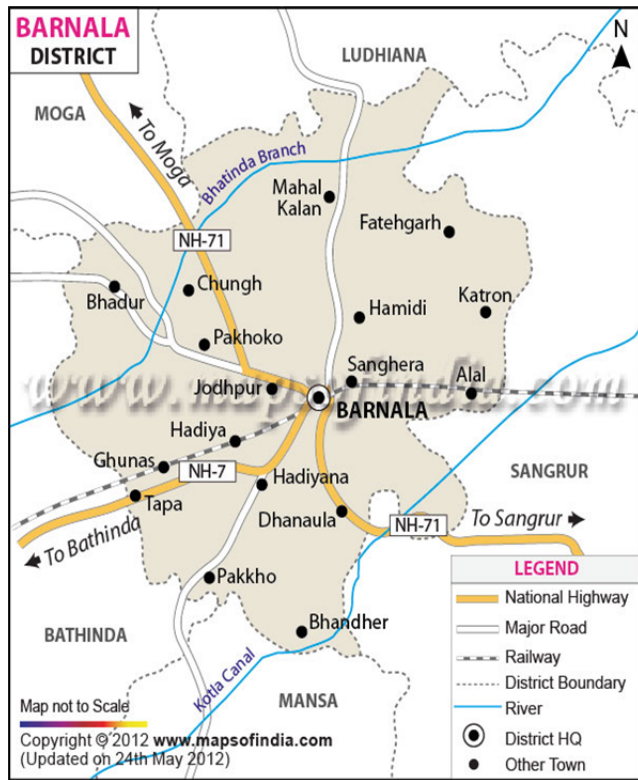 BARNALA
DISTRICT
N
LUDHIANA
MOGA
To Moga
Bhatinda Branch
Mahal
Kalan
Fatehgarh
NH-71
Chungh
Bhadur
Hamidi
Katron
Pakhoko
Sanghera
www.mapsofindia.com
Jodhpur
Alal
BARNALA
Hadiya
Ghunas
NH-7
Hadiyana
SANGRUR
Tapa
Dhanaula
NH-71
To Sangrur
To Bathinda
Pakkho
BATHINDA
Bhandher
Kotla Canal
MANSA
LEGEND
National Highway
Major Road
Railway
District Boundary
River
District HQ
Other Town
Map not to Scale
Copyright © 2012 www.mapsofindia.com
(Updated on 24th May 2012)